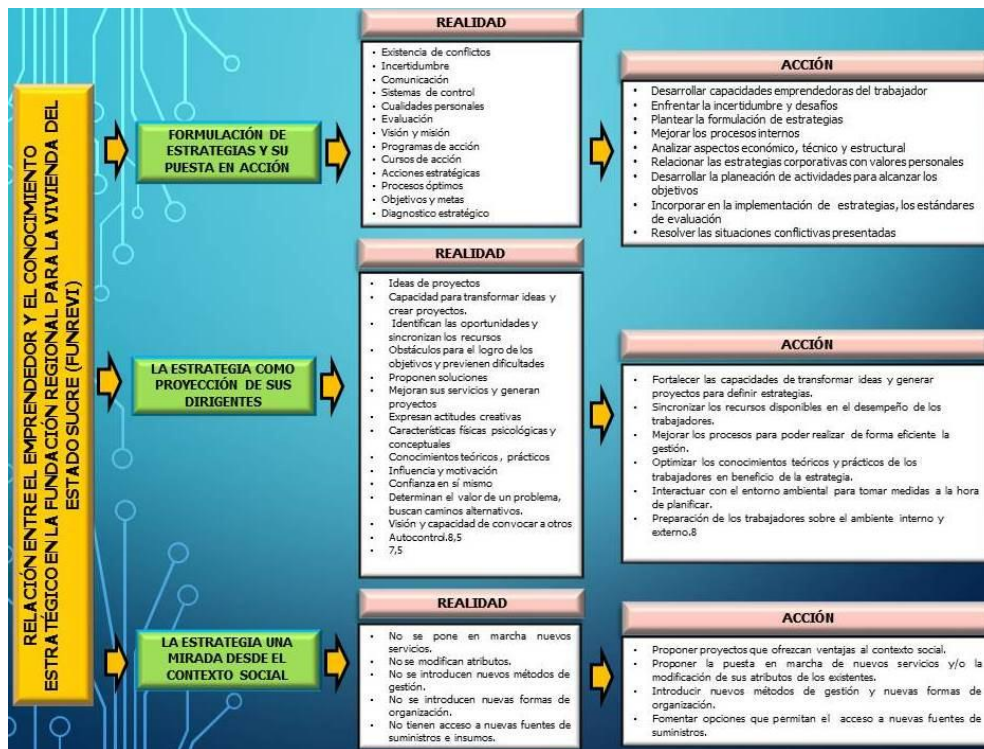 RELACIÓN ENTRE EL EMPRENDEDOR Y EL CONOCIMIENTO
ESTRATÉGICO EN LA FUNDACIÓN REGIONAL PARA LA VIVIENDA DEL
ESTADO SUCRE (FUNREVI)
FORMULACIÓN DE
ESTRATEGIAS Y SU
PUESTA EN ACCIÓN
REALIDAD
• Existencia de conflictos
• Incertidumbre
• Comunicación
• Sistemas de control
• Cualidades personales
• Evaluación
• Visión y misión
• Programas de acción
• Cursos de acción
• Acciones estratégicas
• Procesos óptimos
• Objetivos y metas
• Diagnostico estratégico
ACCIÓN
• Desarrollar capacidades emprendedoras del trabajador
• Enfrentar la incertidumbre y desafíos
• Plantear la formulación de estrategias
• Mejorar los procesos internos
• Analizar aspectos económico, técnico y estructural
• Relacionar las estrategias corporativas con valores personales
• Desarrollar la planeación de actividades para alcanzar los
objetivos
• Incorporar en la implementación de estrategias, los estándares
de evaluación
• Resolver las situaciones conflictivas presentadas
LA ESTRATEGIA COMO
PROYECCIÓN DE SUS
DIRIGENTES
REALIDAD
• Ideas de proyectos
• Capacidad para transformar ideas y
crear proyectos.
• Identifican las oportunidades y
sincronizan los recursos
• Obstáculos para el logro de los
objetivos y previenen dificultades
• Proponen soluciones
• Mejoran sus servicios y generan
proyectos
• Expresan actitudes creativas
• Características físicas psicológicas y
conceptuales
• Conocimientos teóricos, prácticos
• Influencia y motivación
• Confianza en sí mismo
• Determinan el valor de un problema,
buscan caminos alternativos.
• Visión y capacidad de convocar a otros
• Autocontrol.8,5
• 7,5
ACCIÓN
• Fortalecer las capacidades de transformar ideas y generar
proyectos para definir estrategias.
• Sincronizar los recursos disponibles en el desempeño de los
trabajadores.
• Mejorar los procesos para poder realizar de forma eficiente la
gestión.
• Optimizar los conocimientos teóricos y prácticos de los
trabajadores en beneficio de la estrategia.
• Interactuar con el entorno ambiental para tomar medidas a la hora
de planificar.
• Preparación de los trabajadores sobre el ambiente interno y
externo.8
LA ESTRATEGIA UNA
MIRADA DESDE EL
CONTEXTO SOCIAL
REALIDAD
• No se pone en marcha nuevos
servicios.
• No se modifican atributos.
• No se introducen nuevos métodos de
gestión.
• No se introducen nuevas formas de
organización.
• No tienen acceso a nuevas fuentes de
suministros e insumos.
ACCIÓN
• Proponer proyectos que ofrezcan ventajas al contexto social.
• Proponer la puesta en marcha de nuevos servicios y/o la
modificación de sus atributos de los existentes.
• Introducir nuevos métodos de gestión y nuevas formas de
organización.
• Fomentar opciones que permitan el acceso a nuevas fuentes de
suministros.